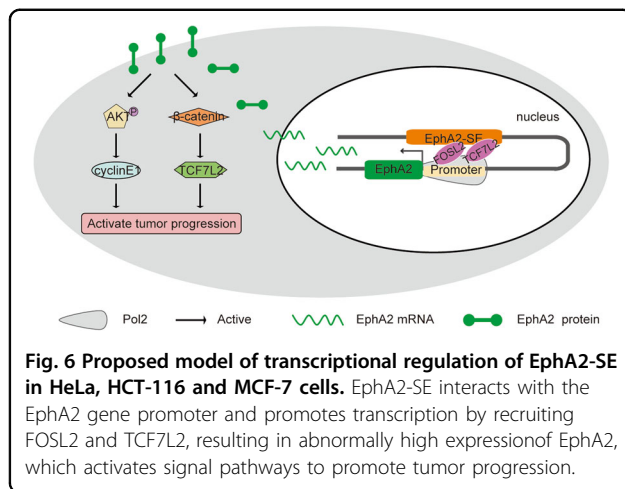 P
AKT
β-catenin
nucleus
EphA2-SE
FOSL2
CF7L2
cyclinE1
TCF7L2
EphA2
Promoter
Activate tumor progression
Pol2
Active
EphA2 mRNA
EphA2 protein
Fig. 6 Proposed model of transcriptional regulation of EphA2-SE
in HeLa, HCT-116 and MCF-7 cells. EphA2-SE interacts with the
EphA2 gene promoter and promotes transcription by recruiting
FOSL2 and TCF7L2, resulting in abnormally high expressionof EphA2,
which activates signal pathways to promote tumor progression.